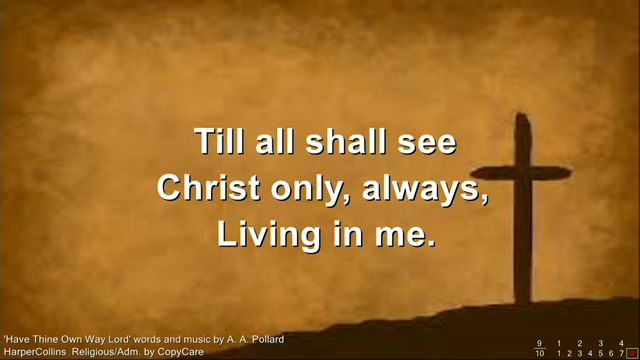 Till all shall see
Christ only, always,
Living in me.
'Have Thine Own Way Lord' words and music by A. A. Pollard
HarperCollins  Religious/Adm. by CopyCare
9 1 2 3 4
10 1 2 3 4 5 6 7